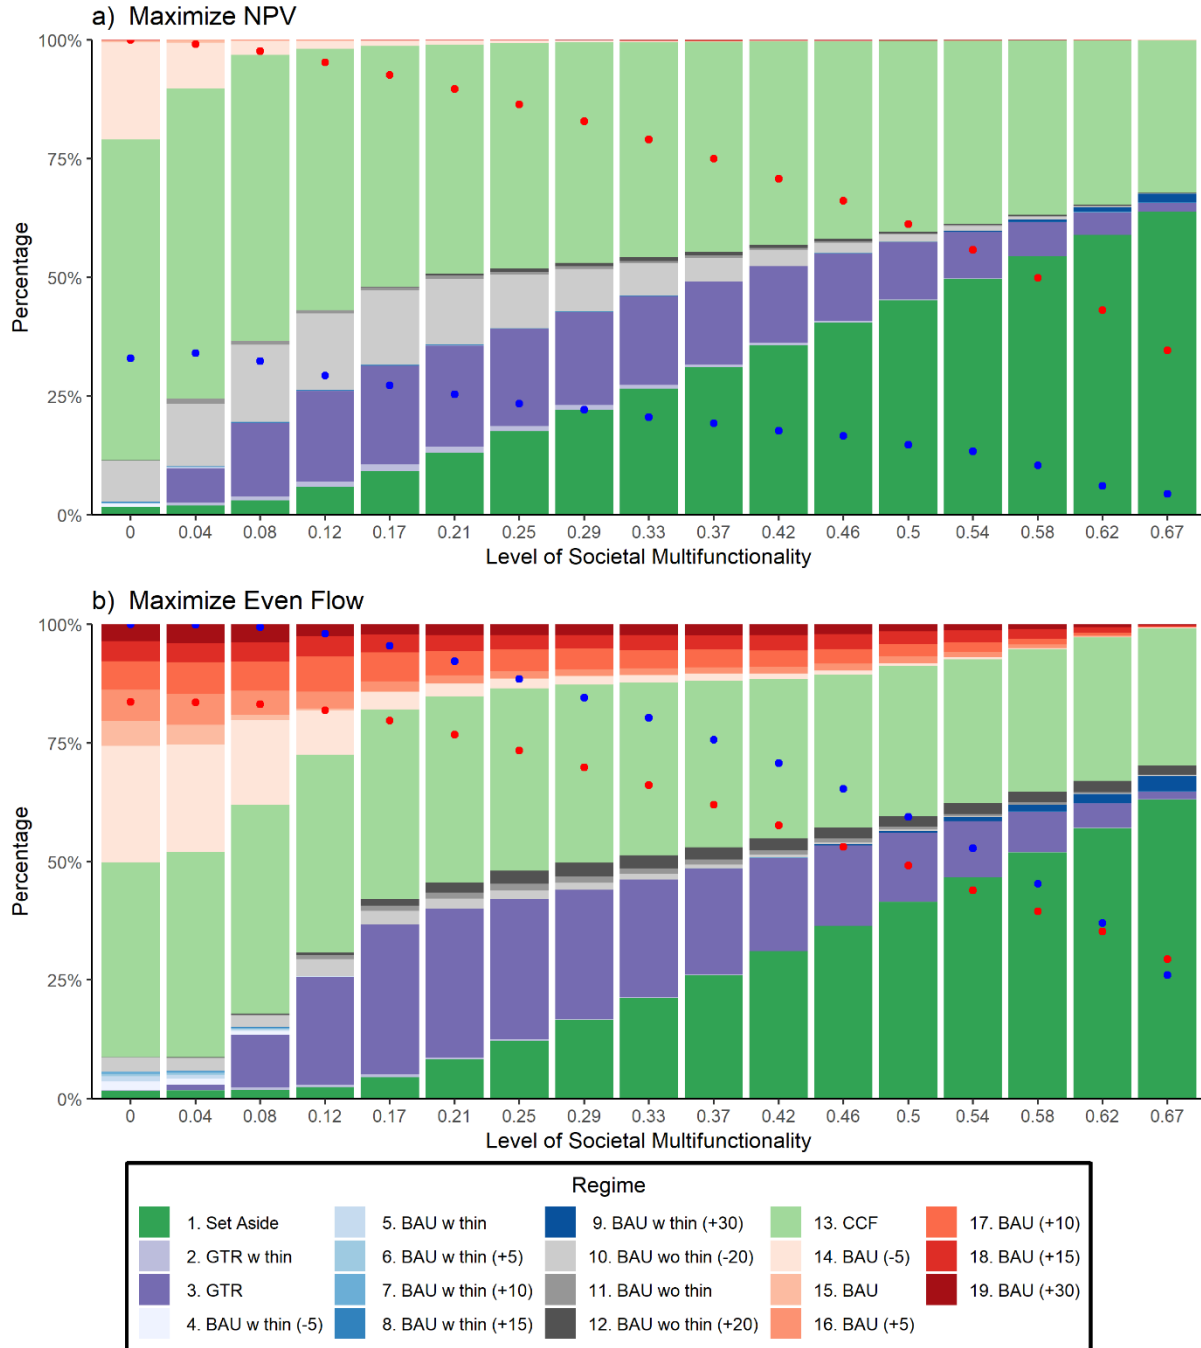 a) Maximize NPV
100%
75%
50%
25%
0%
Percentage
0 0.04 0.08 0.12 0.17 0.21 0.25 0.29 0.33 0.37 0.42 0.46 0.5 0.54 0.58 0.62 0.67
Level of Societal Multifunctionality
b) Maximize Even Flow
100%
75%
50%
25%
0%
Percentage
0 0.04 0.08 0.12 0.17 0.21 0.25 0.29 0.33 0.37 0.42 0.46 0.5 0.54 0.58 0.62 0.67
Level of Societal Multifunctionality
Regime
1. Set Aside
2. GTR w thin
3. GTR
4. BAU w thin (-5)
5. BAU w thin
6. BAU w thin (+5)
7. BAU w thin (+10)
8. BAU w thin (+15)
9. BAU w thin (+30)
10. BAU wo thin (-20)
11. BAU wo thin
12. BAU wo thin (+20)
13. CCF
14. BAU (-5)
15. BAU
16. BAU (+5)
17. BAU (+10)
18. BAU (+15)
19. BAU (+30)